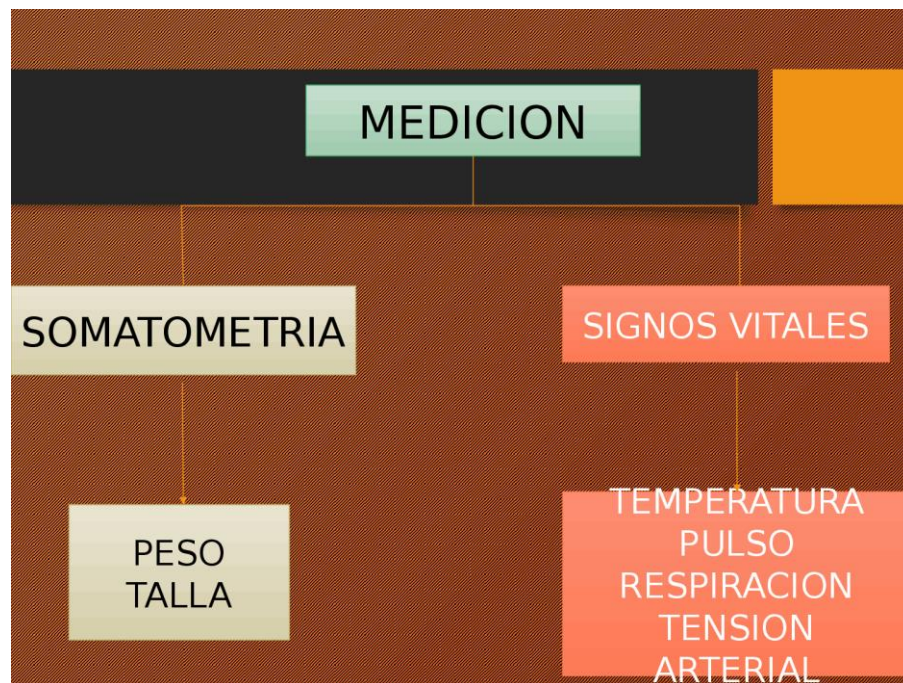 MEDICION
SOMATOMETRIA
SIGNOS VITALES
PESO
TALLA
TEMPERATURA
PULSO
RESPIRACION
TENSION
ARTERIAL